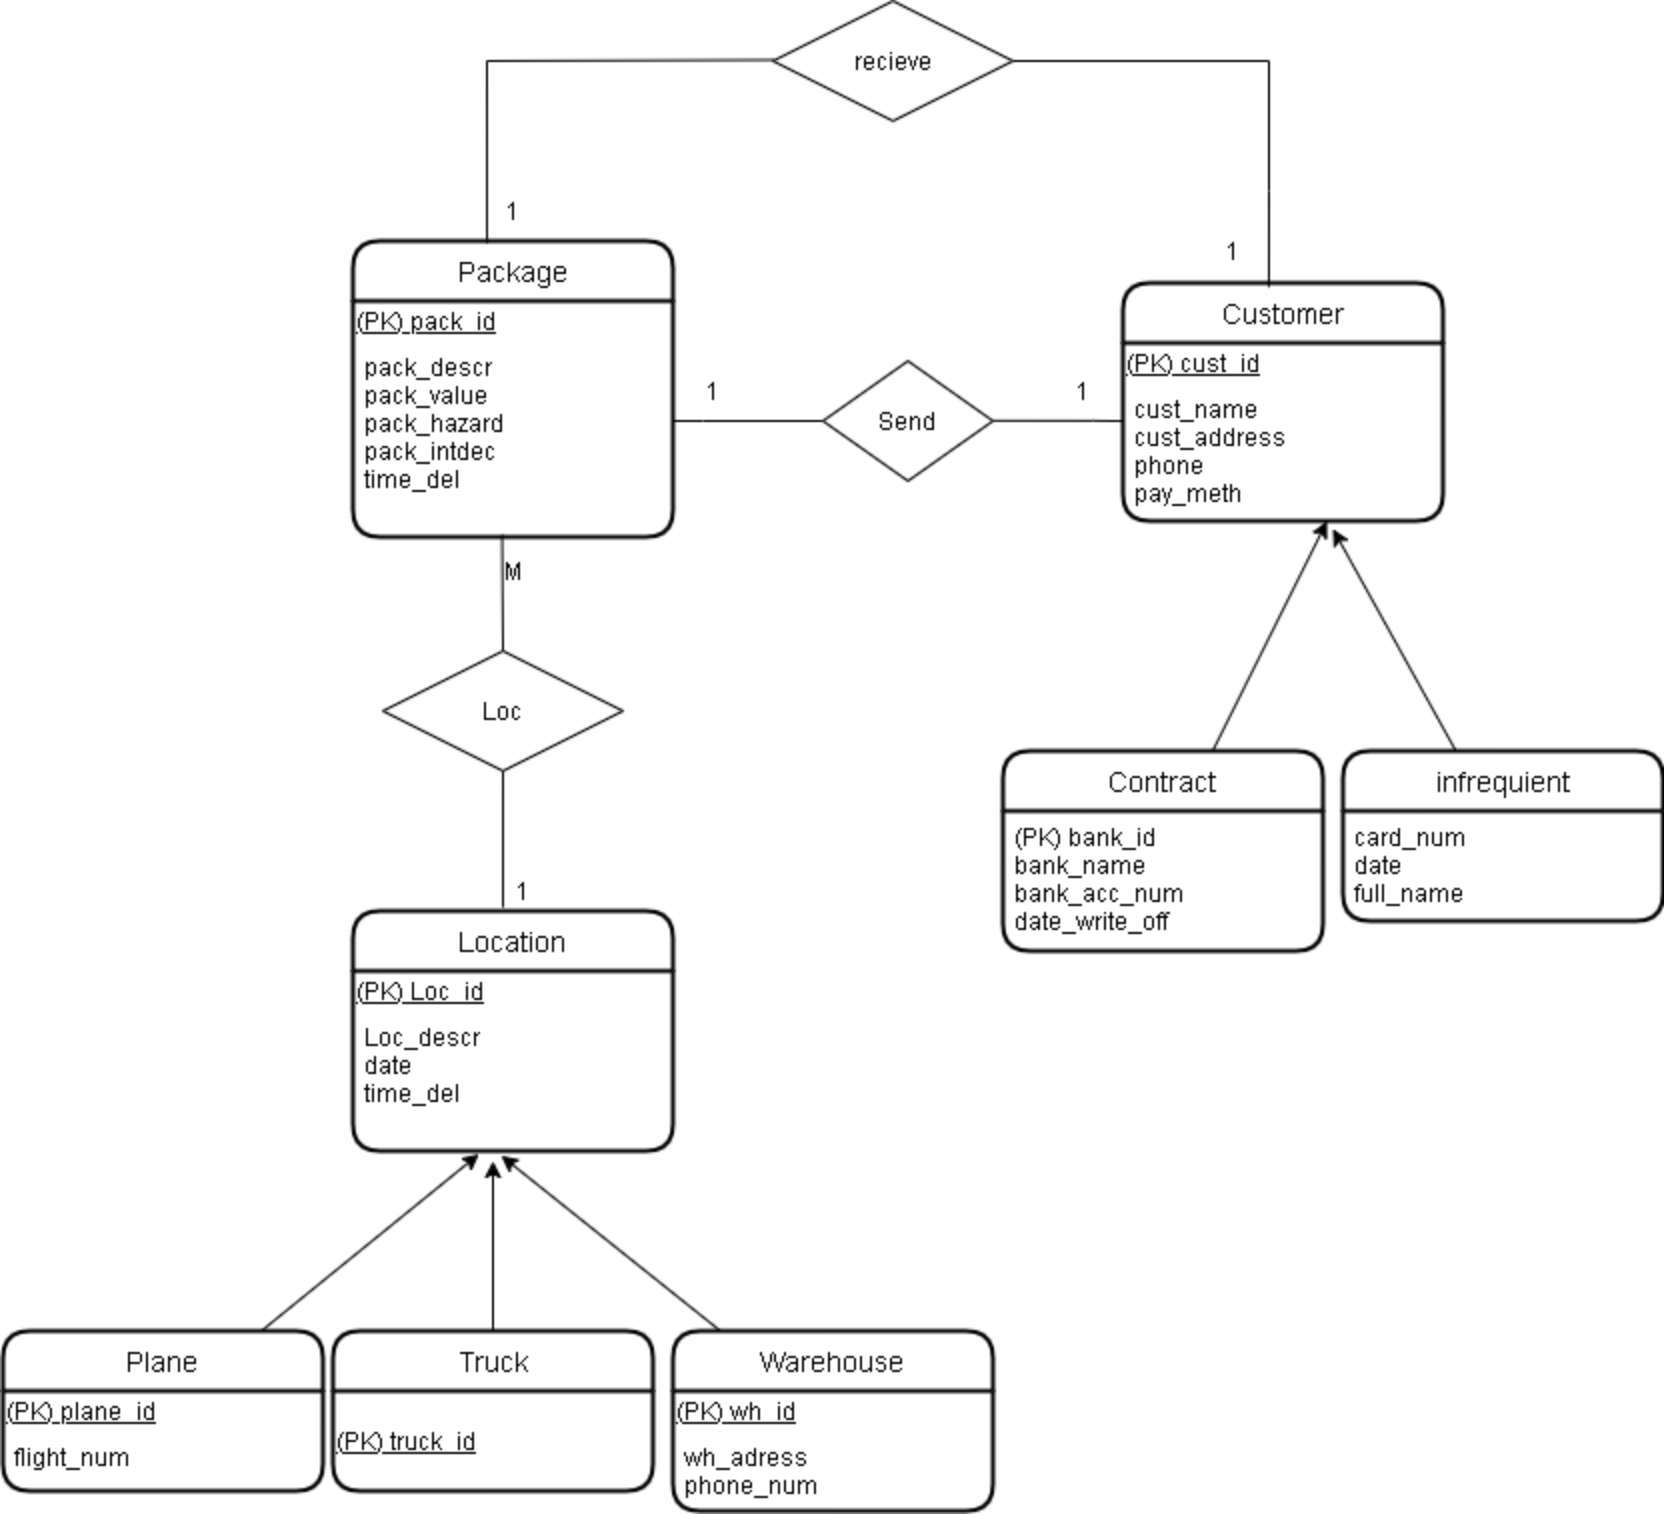 recieve
1
1
Package
(PK) pack_id
pack_descr
pack_value
pack_hazard
pack_intdec
time_del
1
Send
1
Customer
(PK) cust_id
cust_name
cust_address
phone
pay_meth
M
Loc
1
Contract
(PK) bank_id
bank_name
bank_acc_num
date_write_off
infrequient
card_num
date
full_name
Location
(PK) Loc_id
Loc_descr
date
time_del
Plane
(PK) plane_id
flight_num
Truck
(PK) truck_id
Warehouse
(PK) wh_id
wh_adress
phone_num